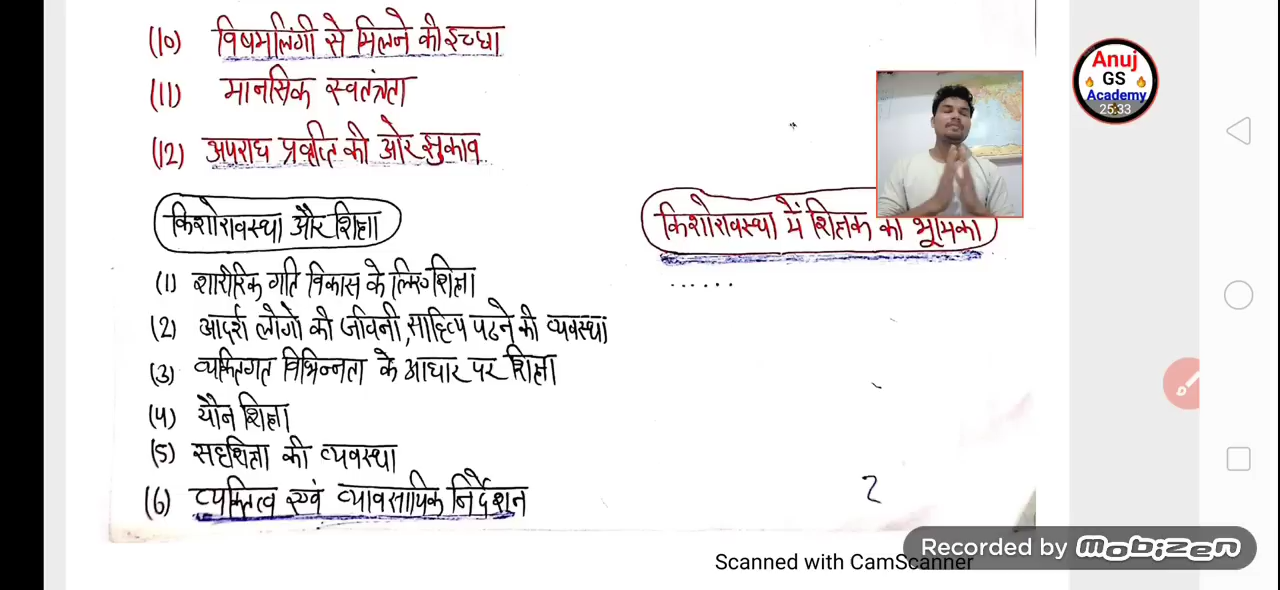 (10) विषमलिंगी से मिलने की इच्छा
(11) मानसिक स्वतंत्रता
(12) अपराध प्रवृत्ति की ओर झुकाव
किशोरावस्था और शिक्षा
(1) शारीरिक गति विकास के लिए शिक्षा
(2) आदर्श लोगो की जीवनी, साहित्य पढने की व्यवस्था
(3) व्यक्तिगत विभिन्नता के आधार पर शिक्षा
(4) यौन शिक्षा
(5) सहशिक्षा की व्यवस्था
(6) व्यक्तित्व एवं व्यावसायिक निर्देशन
किशोरावस्था में शिक्षक की भूमिका
......
2
Anuj
GS
Academy
25:33
Recorded by mobizen
Scanned with CamScanner